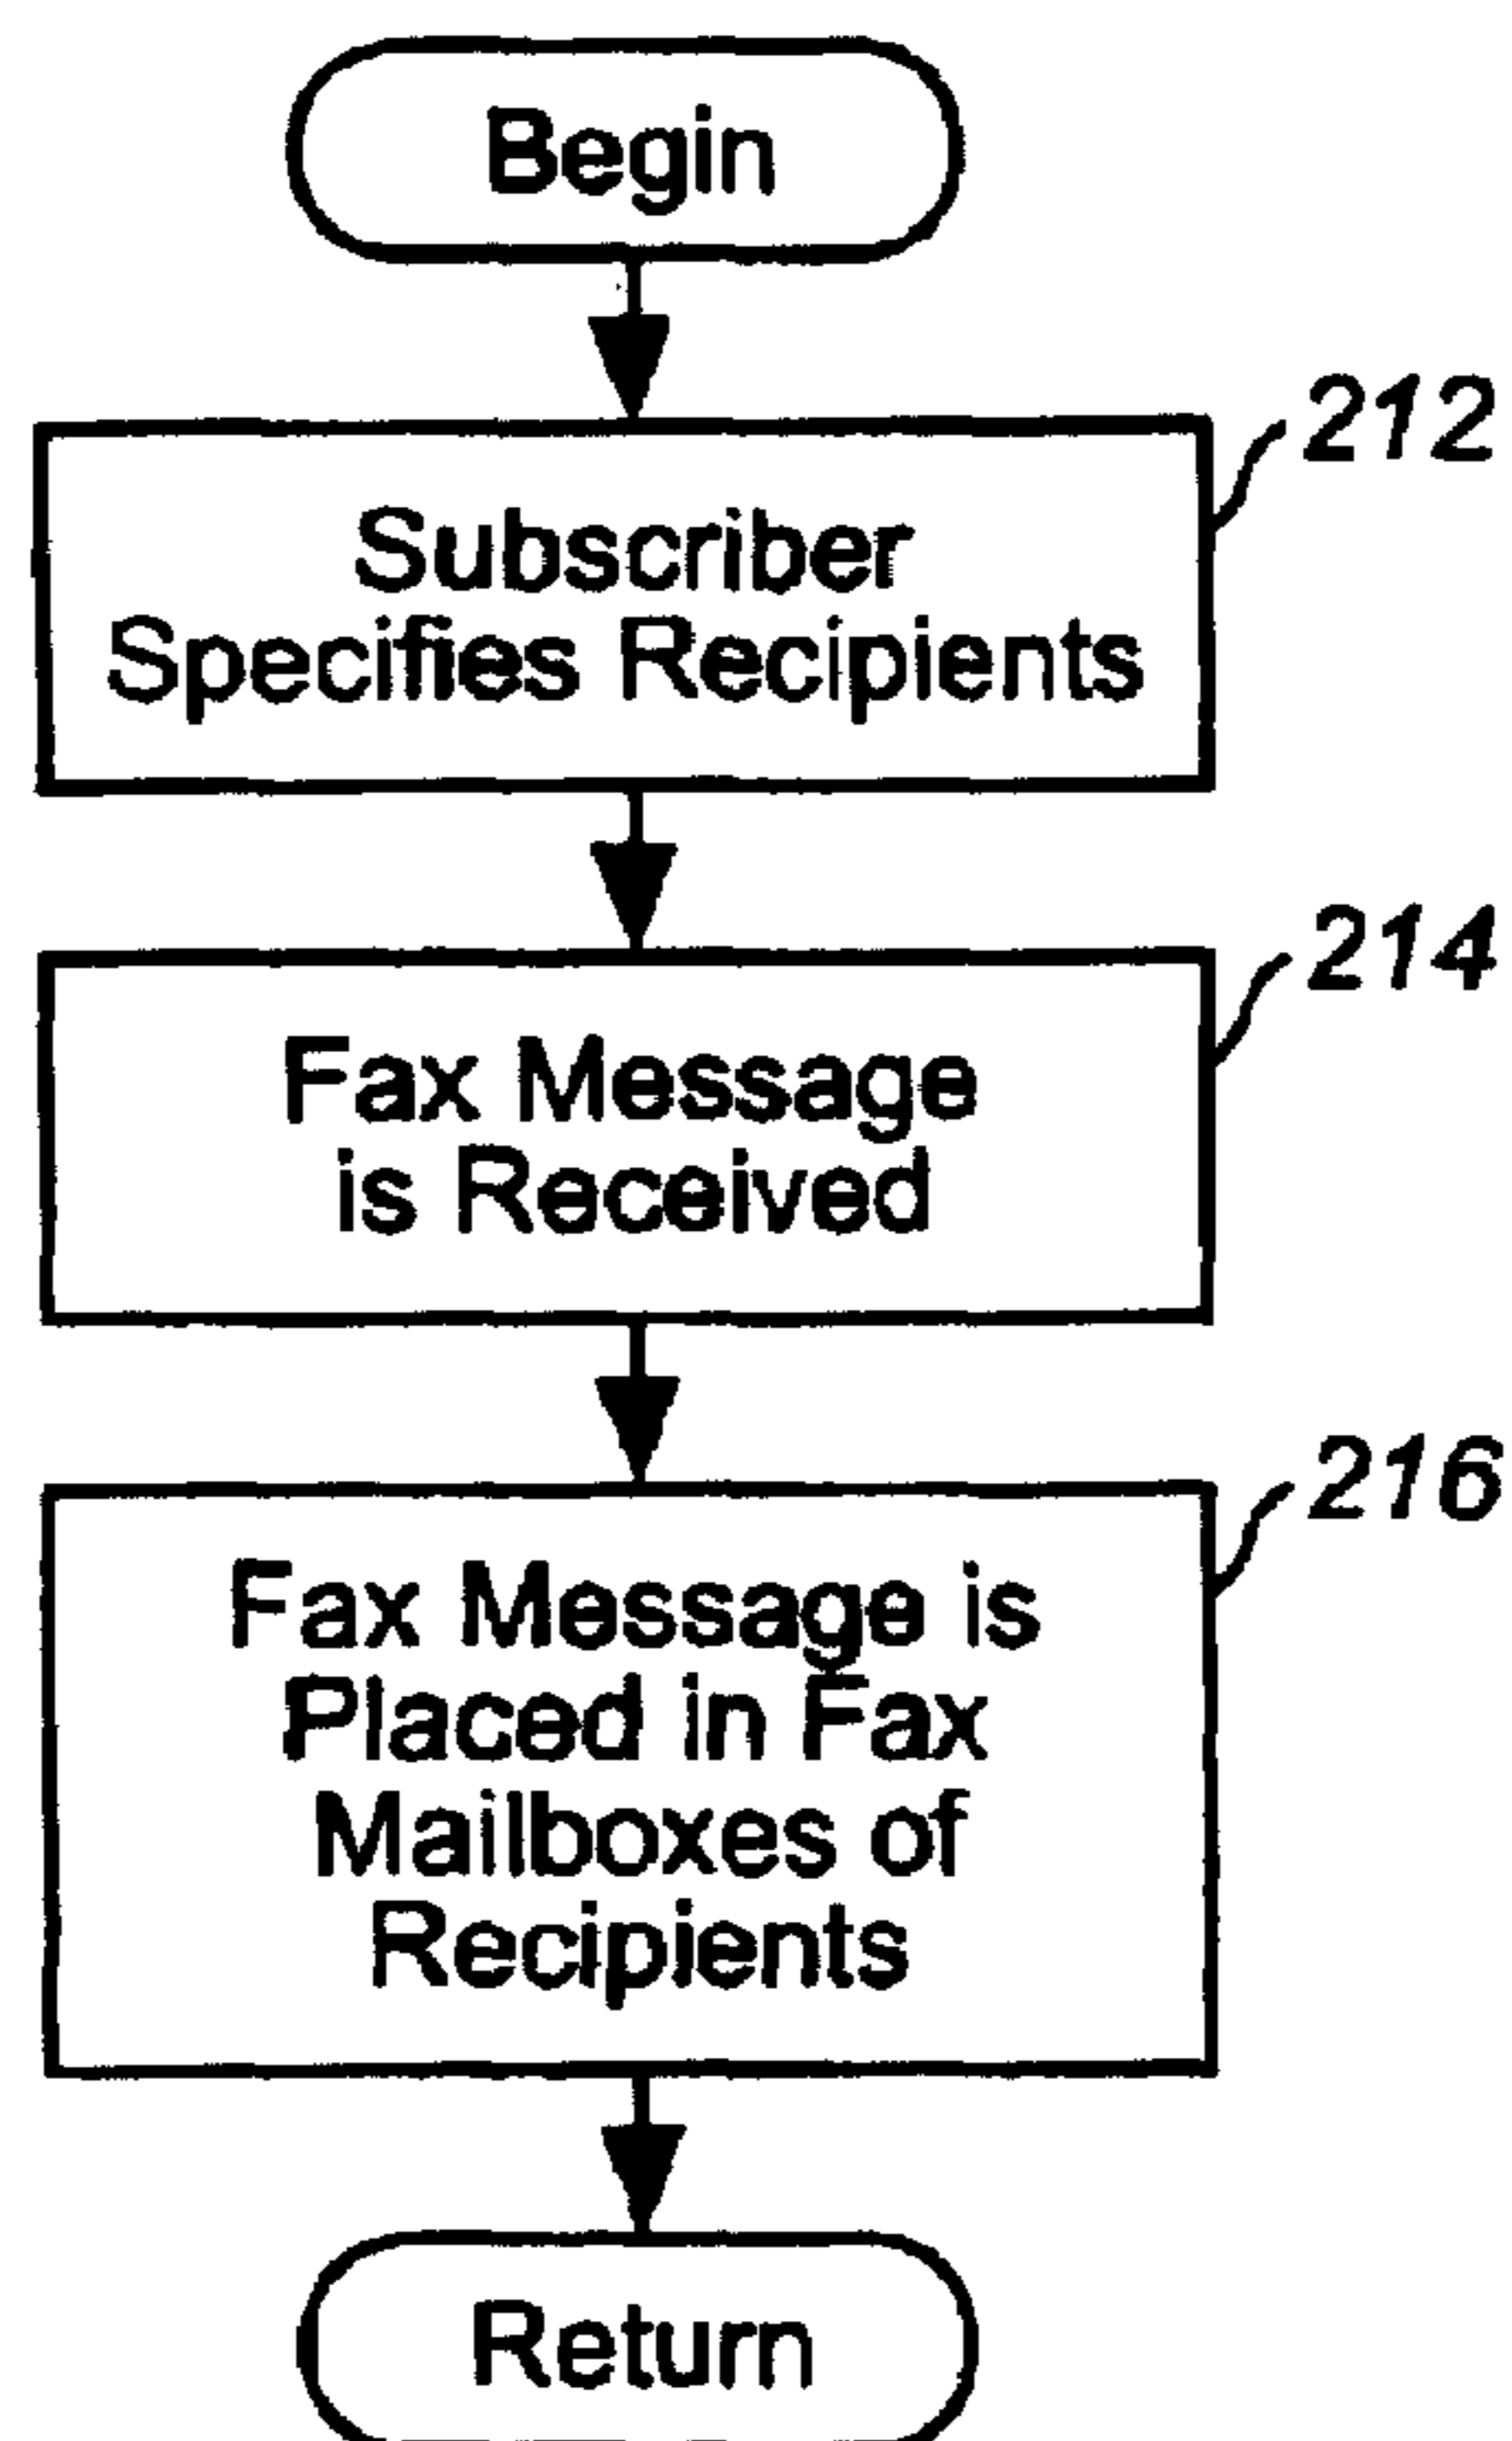 Begin
212
Subscriber
Specifies Recipients
214
Fax Message
is Received
216
Fax Message is
Placed in Fax
Mailboxes of
Recipients
Return